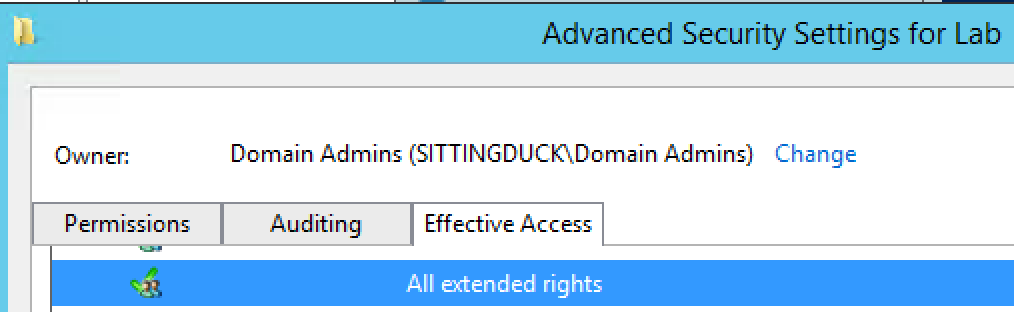 Advanced Security Settings for Lab
Owner: Domain Admins (SITTINGDUCK\Domain Admins) Change
Permissions Auditing Effective Access
All extended rights